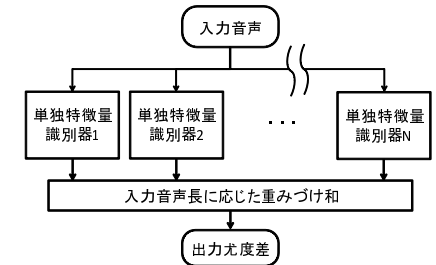 入力音声
単独特徴量
識別器1
単独特徴量
識別器2
・・・
単独特徴量
識別器N
入力音声長に応じた重みづけ和
出力尤度差